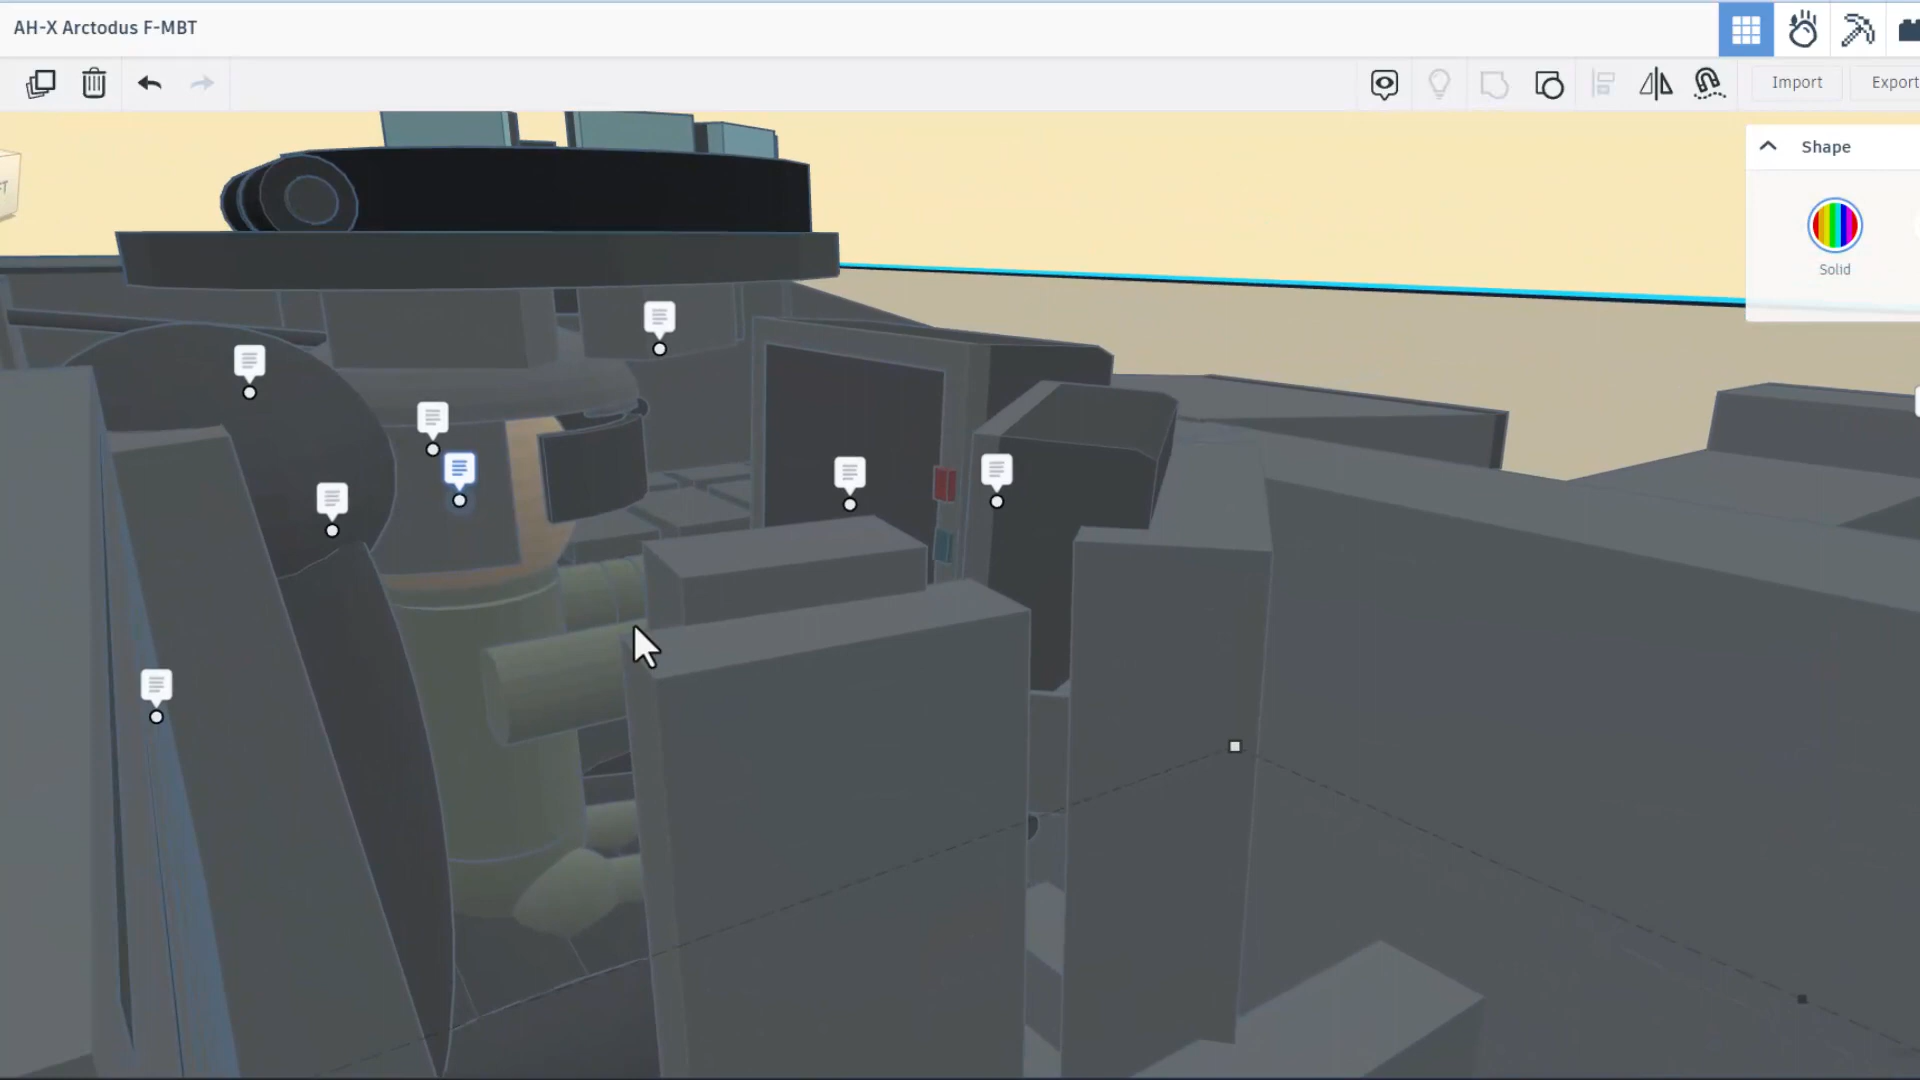 AH-X Arctodus F-MBT
Import
Export
Shape
Solid